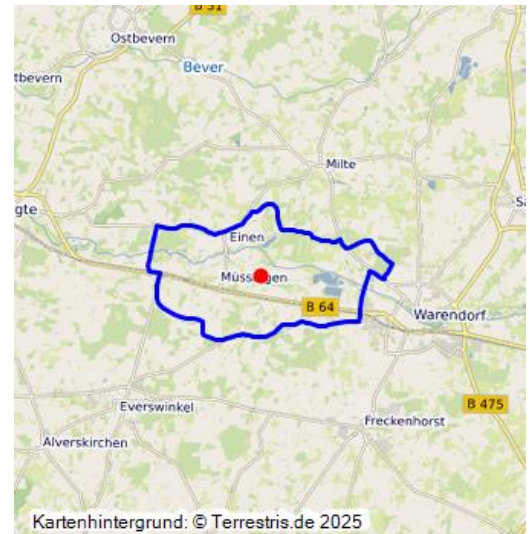 B 51
Ostbevern
tbevern
Bever
Milte
gte
Sa
Einen
Müssingen
B 64
Warendorf
B 475
Everswinkel
Freckenhorst
Alverskirchen
Kartenhintergrund: © Terrestris.de 2025